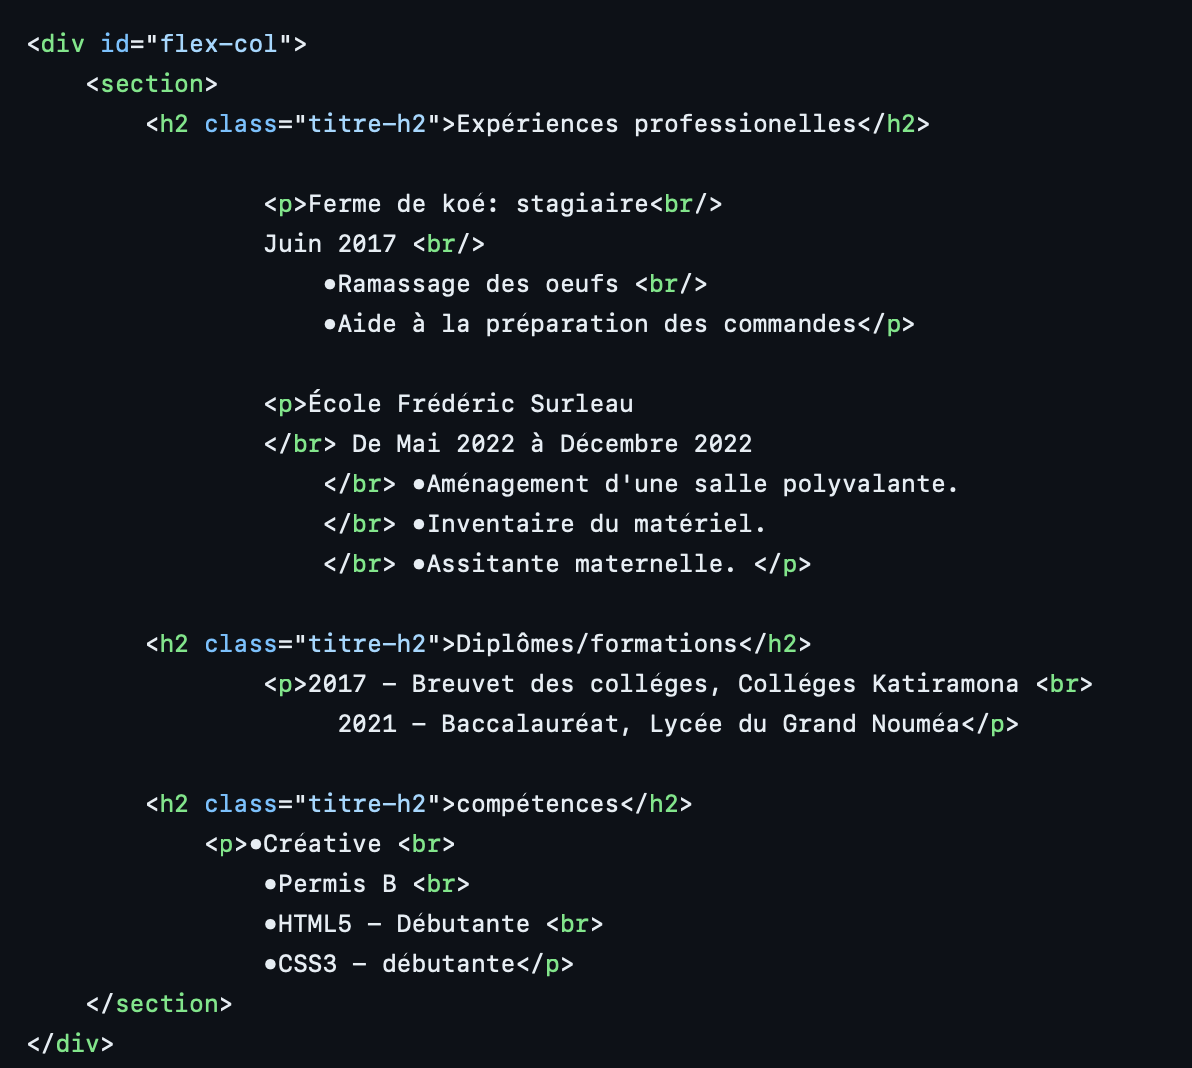 <div id="flex-col">
<section>
<h2 class="titre-h2">Expériences professionelles</h2>
<p>Ferme de koé: stagiaire<br/>
Juin 2017 <br/>
●Ramassage des oeufs <br/>
●Aide à la préparation des commandes</p>
<p>École Frédéric Surleau
</br> De Mai 2022 à Décembre 2022
</br> ●Aménagement d'une salle polyvalante.
</br> ●Inventaire du matériel.
</br> ●Assitante maternelle. </p>
<h2 class="titre-h2">Diplômes/formations</h2>
<p>2017 – Breuvet des colléges, Colléges Katiramona <br>
2021 – Baccalauréat, Lycée du Grand Nouméa</p>
<h2 class="titre-h2">compétences</h2>
<p>●Créative <br>
●Permis B <br>
●HTML5 – Débutante <br>
●CSS3 – débutante</p>
</section>
</div>